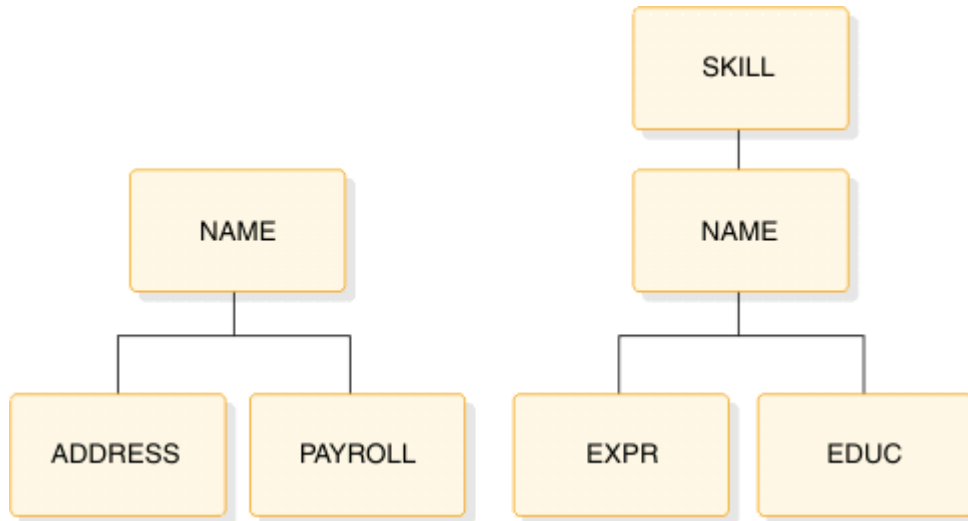 SKILL
NAME
NAME
ADDRESS
PAYROLL
EXPR
EDUC